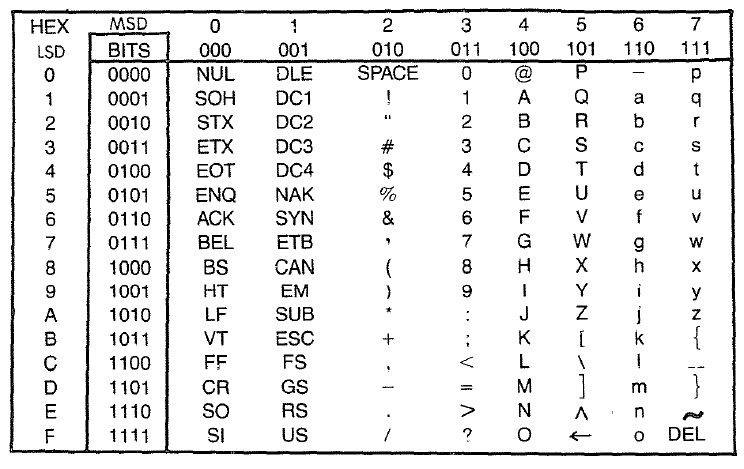 HEX MSD 0 1 2 3 4 5 6 7
LSD BITS 000 001 010 011 100 101 110 111
0 0000 NUL DLE SPACE 0 @ P – p
1 0001 SOH DC1 ! 1 A Q a q
2 0010 STX DC2 " 2 B R b r
3 0011 ETX DC3 # 3 C S c s
4 0100 EOT DC4 $ 4 D T d t
5 0101 ENQ NAK % 5 E U e u
6 0110 ACK SYN & 6 F V f v
7 0111 BEL ETB ' 7 G W g w
8 1000 BS CAN ( 8 H X h x
9 1001 HT EM ) 9 I Y i y
A 1010 LF SUB * : J Z j z
B 1011 VT ESC + ; K [ k {
C 1100 FF FS , < L \ l __
D 1101 CR GS – = M ] m }
E 1110 SO RS . > N ʌ n ~
F 1111 SI US / ? O ← o DEL